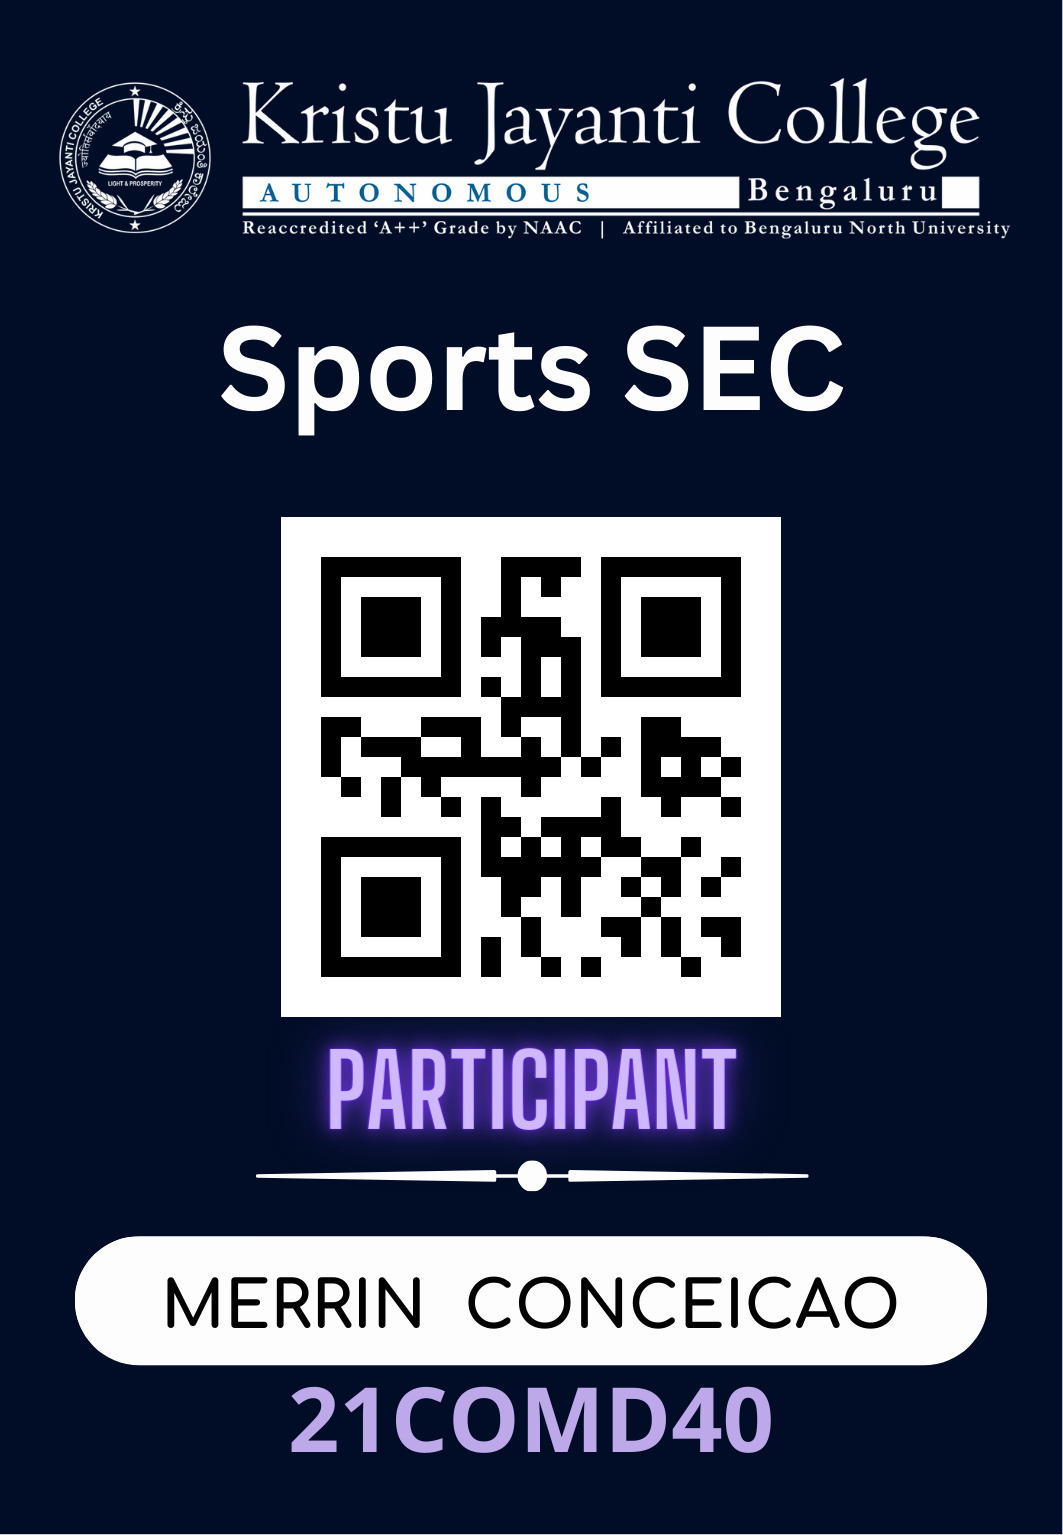 KRISTU JAYANTI COLLEGE
ಕ್ರಿಸ್ತು ಜಯಂತಿ ಕಾಲೇಜು
LIGHT & PROSPERITY
Kristu Jayanti College
AUTONOMOUS Bengaluru
Reaccredited ‘A++’ Grade by NAAC | Affiliated to Bengaluru North University
Sports SEC
PARTICIPANT
MERRIN CONCEICAO
21COMD40